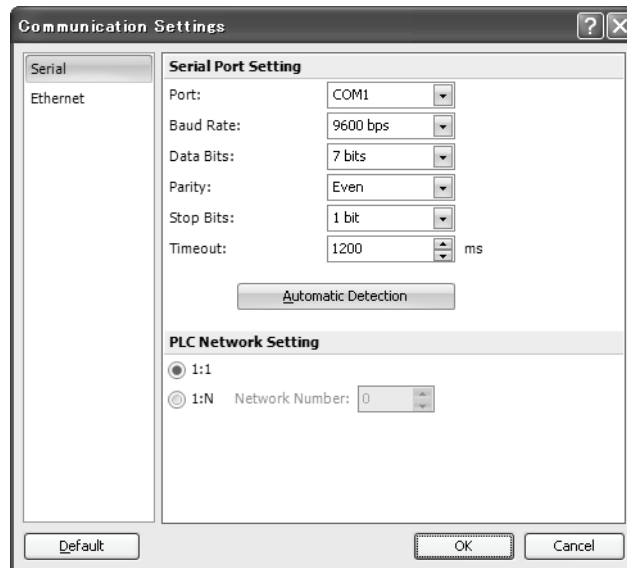 Communication Settings
Serial
Ethernet
Serial Port Setting
Port: COM1
Baud Rate: 9600 bps
Data Bits: 7 bits
Parity: Even
Stop Bits: 1 bit
Timeout: 1200 ms
Automatic Detection
PLC Network Setting
1:1
1:N Network Number: 0
Default OK Cancel